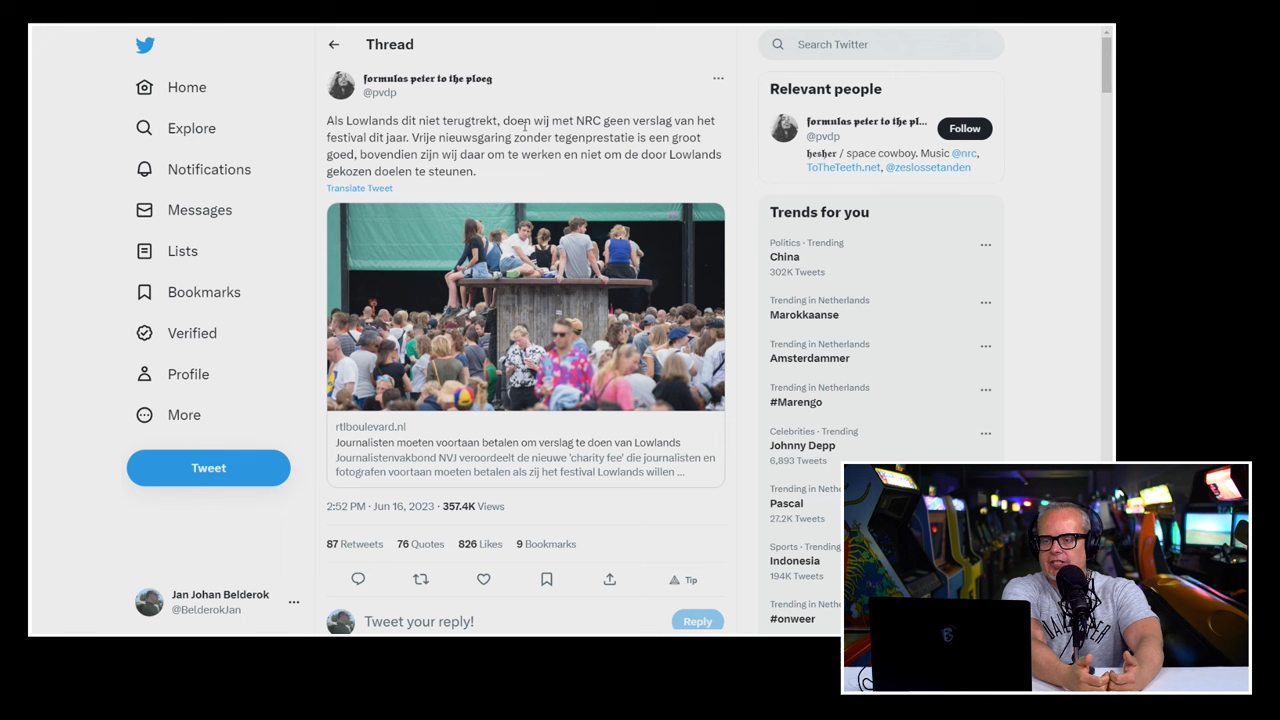 Home
Explore
Notifications
Messages
Lists
Bookmarks
Verified
Profile
More
Tweet
Jan Johan Belderok
@BelderokJan
Thread
formulas peter to the ploeg
@pvdp
Als Lowlands dit niet terugtrekt, doen wij met NRC geen verslag van het
festival dit jaar. Vrije nieuwsgaring zonder tegenprestatie is een groot
goed, bovendien zijn wij daar om te werken en niet om de door Lowlands
gekozen doelen te steunen.
Translate Tweet
rtlboulevard.nl
Journalisten moeten voortaan betalen om verslag te doen van Lowlands
Journalistenvakbond NVJ veroordeelt de nieuwe 'charity fee' die journalisten en
fotografen voortaan moeten betalen als zij het festival Lowlands willen ...
2:52 PM · Jun 16, 2023 · 357.4K Views
87 Retweets 76 Quotes 826 Likes 9 Bookmarks
Tip
Tweet your reply!
Reply
Search Twitter
Relevant people
formulas peter to the pl...
@pvdp
Follow
hesher / space cowboy. Music @nrc,
ToTheTeeth.net, @zeslossetanden
Trends for you
Politics · Trending
China
302K Tweets
Trending in Netherlands
Marokkaanse
Trending in Netherlands
Amsterdammer
Trending in Netherlands
#Marengo
Celebrities · Trending
Johnny Depp
6,893 Tweets
Trending in Nethe
Pascal
27.2K Tweets
Sports · Trending
Indonesia
194K Tweets
Trending in Nethe
#onweer